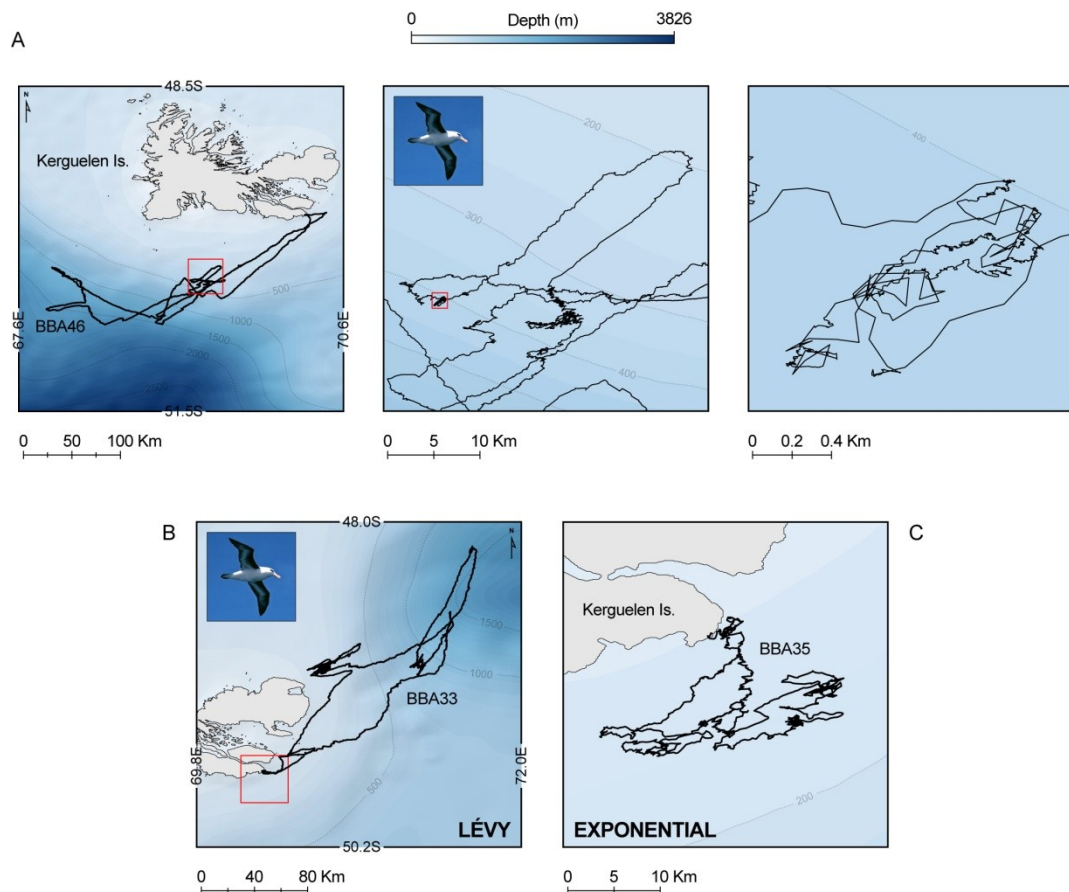 Depth (m)
0 3826
A
48.5S
N
Kerguelen Is.
BBA46
500
1000
1500
2000
67.6E
70.6E
51.5S
0 50 100 Km
200
300
400
0 5 10 Km
400
0 0.2 0.4 Km
B
48.0S
N
1500
1000
BBA33
500
69.8E
72.0E
LÉVY
50.2S
0 40 60 80 Km
C
Kerguelen Is.
BBA35
200
EXPONENTIAL
0 5 10 Km